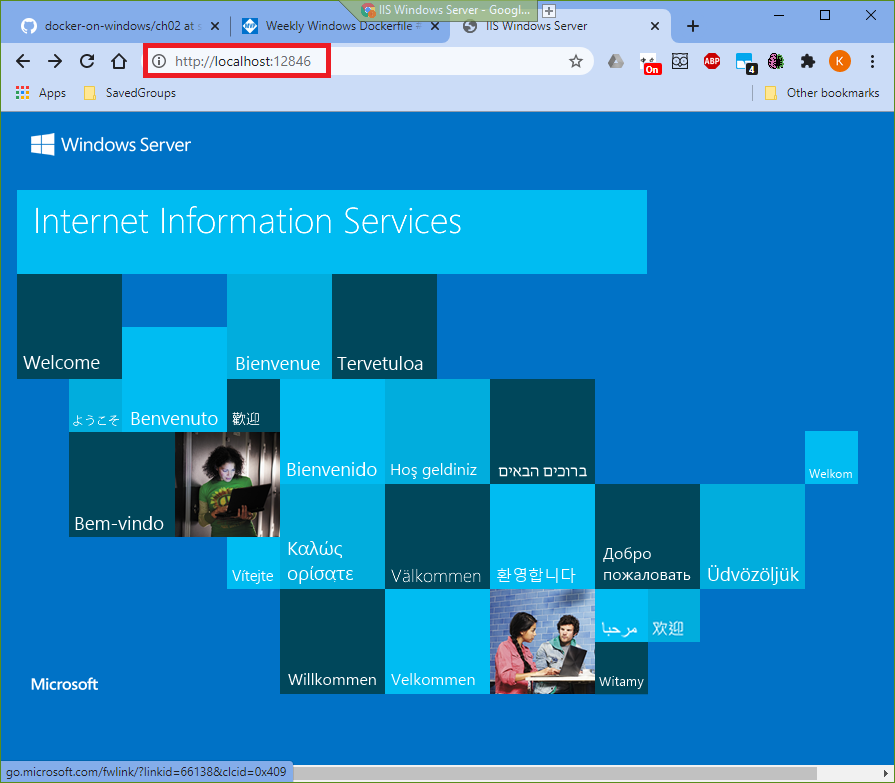 IIS Windows Server - Googl...
docker-on-windows/ch02 at s
Weekly Windows Dockerfile #
IIS Windows Server
http://localhost:12846
On
ABP
4
K
Apps
SavedGroups
Other bookmarks
Windows Server
Internet Information Services
Welcome
Bienvenue
Tervetuloa
ようこそ
Benvenuto
歡迎
Bienvenido
Hoş geldiniz
ברוכים הבאים
Welkom
Bem-vindo
Vítejte
Καλώς
ορίσατε
Välkommen
환영합니다
Добро
пожаловать
Üdvözöljük
مرحبا
欢迎
Willkommen
Velkommen
Witamy
Microsoft
go.microsoft.com/fwlink/?linkid=66138&clcid=0x409